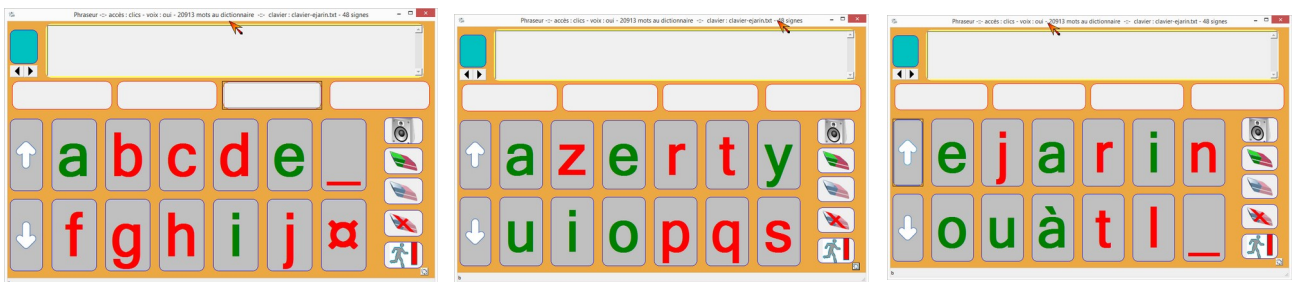 Phraseur -:- accès : clics - voix : oui - 20913 mots au dictionnaire -:- clavier : clavier-ejarin.txt - 48 signes
a b c d e _
f g h i j ¤
Phraseur -:- accès : clics - voix : oui - 20913 mots au dictionnaire -:- clavier : clavier-ejarin.txt - 48 signes
a z e r t y
u i o p q s
Phraseur -:- accès : clics - voix : oui - 20913 mots au dictionnaire -:- clavier : clavier-ejarin.txt - 48 signes
e j a r i n
o u à t l _